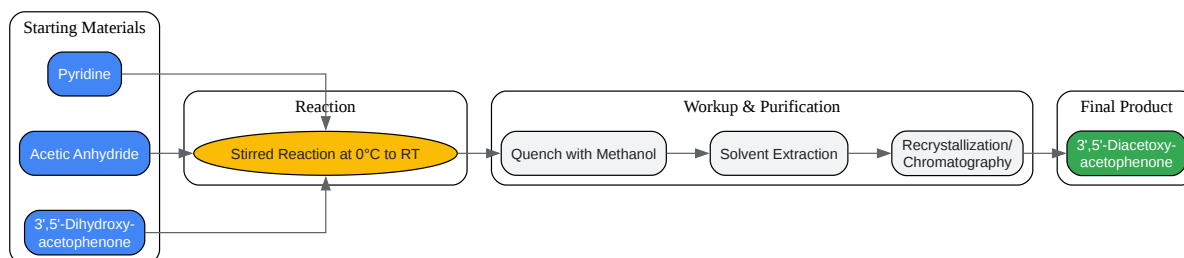 Starting Materials
Pyridine
Acetic Anhydride
3',5'-Dihydroxy-
acetophenone
Reaction
Stirred Reaction at 0°C to RT
Workup & Purification
Quench with Methanol
Solvent Extraction
Recrystallization/
Chromatography
Final Product
3',5'-Diacetoxy-
acetophenone